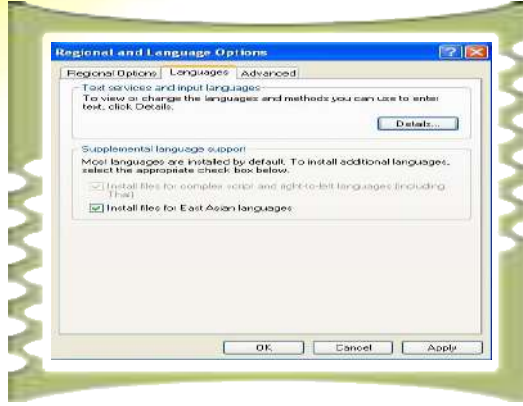 Regional and Language Options
Regional Options Languages Advanced
Text services and input languages
To view or change the languages and methods you can use to enter
text, click Details.
Details...
Supplemental language support
Most languages are installed by default. To install additional languages,
select the appropriate check box below.
Install files for complex script and right-to-left languages (including
Thai)
Install files for East Asian languages
OK Cancel Apply